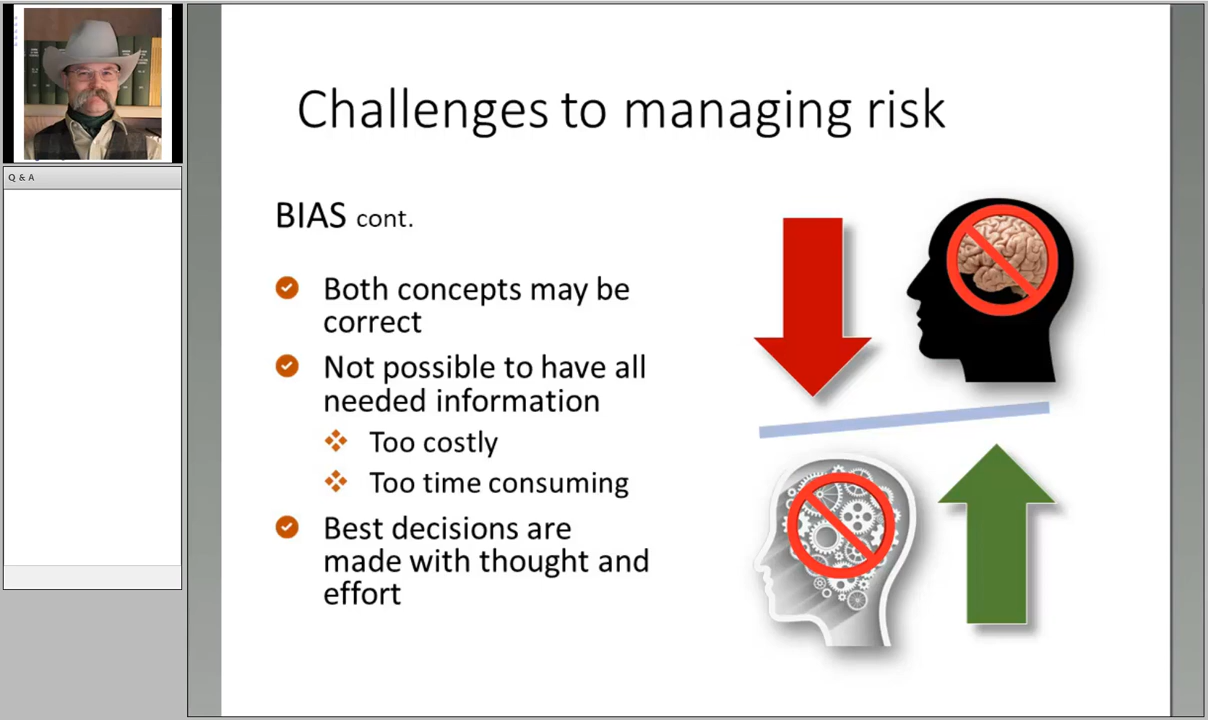 Q & A
Challenges to managing risk
BIAS cont.
Both concepts may be
correct
Not possible to have all
needed information
Too costly
Too time consuming
Best decisions are
made with thought and
effort